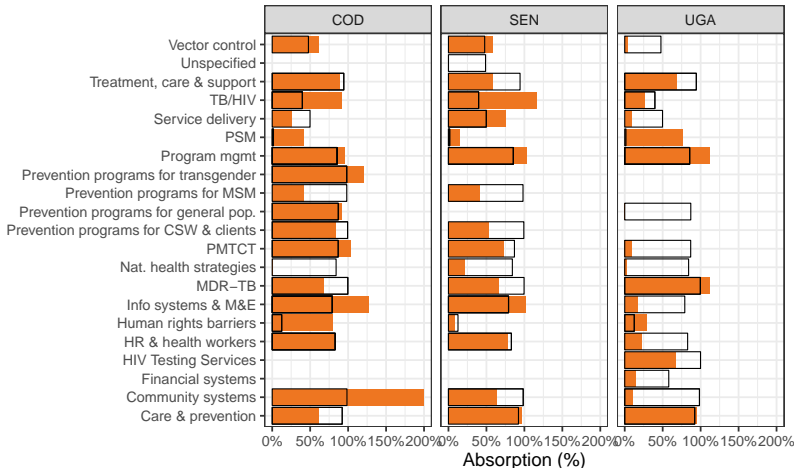 COD SEN UGA
Vector control
Unspecified
Treatment, care & support
TB/HIV
Service delivery
PSM
Program mgmt
Prevention programs for transgender
Prevention programs for MSM
Prevention programs for general pop.
Prevention programs for CSW & clients
PMTCT
Nat. health strategies
MDR−TB
Info systems & M&E
Human rights barriers
HR & health workers
HIV Testing Services
Financial systems
Community systems
Care & prevention
0% 50% 100% 150% 200% 0% 50% 100% 150% 200% 0% 50% 100% 150% 200%
Absorption (%)